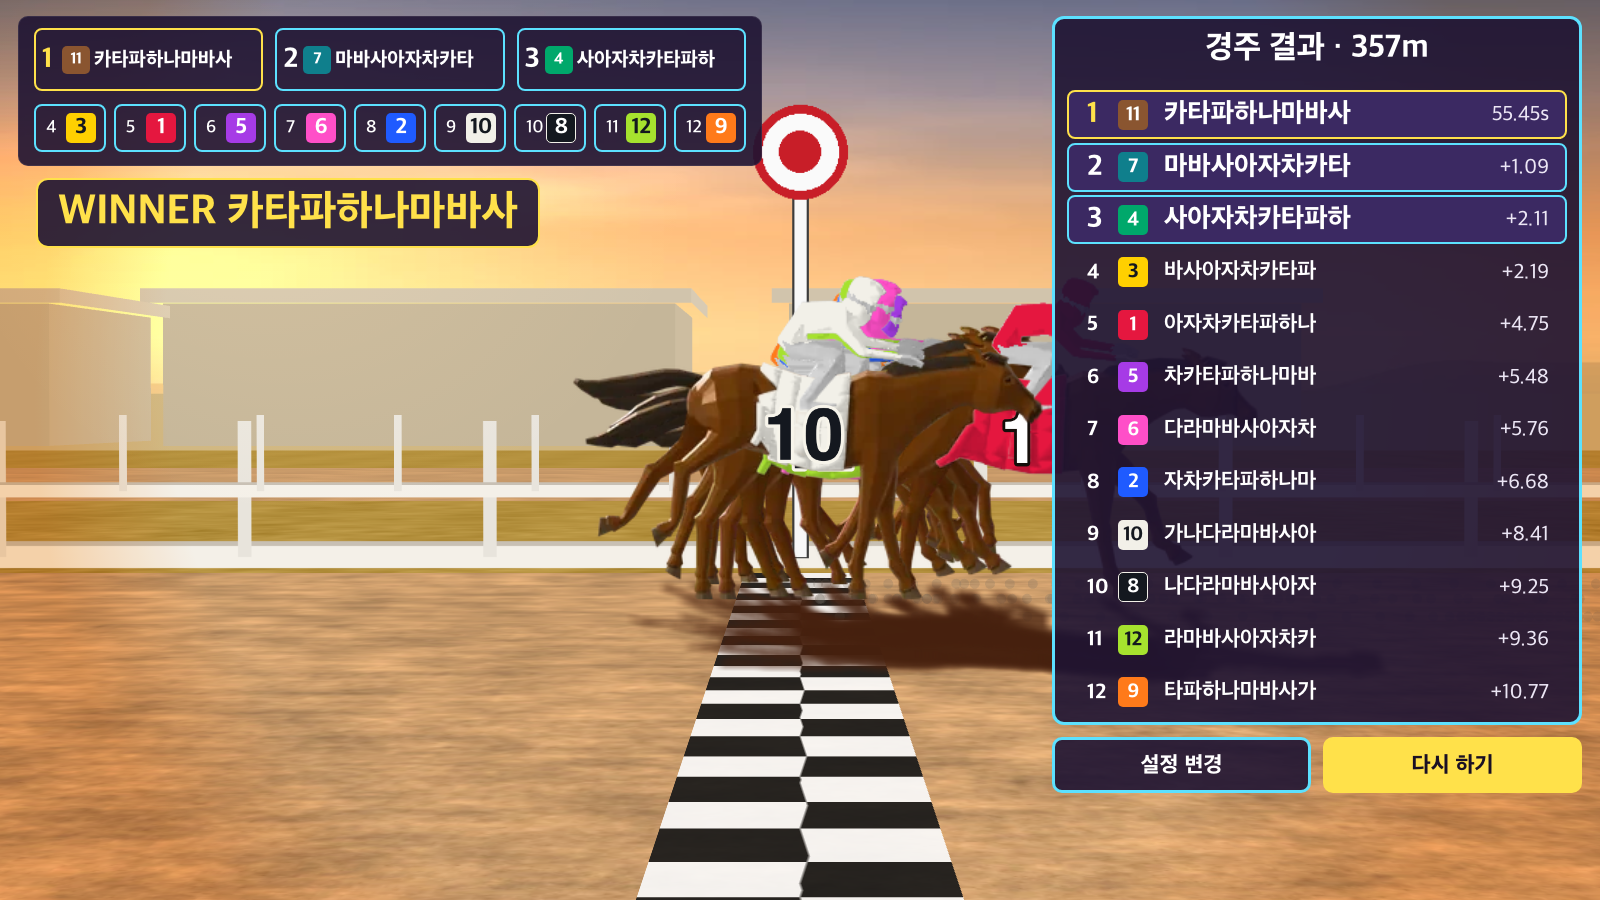 1 11 카타파하나마바사
2 7 마바사아자차카타
3 4 사아자차카타파하
4 3
5 1
6 5
7 6
8 2
9 10
10 8
11 12
12 9
WINNER 카타파하나마바사
10
1
경주 결과 · 357m
1 11 카타파하나마바사 55.45s
2 7 마바사아자차카타 +1.09
3 4 사아자차카타파하 +2.11
4 3 바사아자차카타파 +2.19
5 1 아자차카타파하나 +4.75
6 5 차카타파하나마바 +5.48
7 6 다라마바사아자차 +5.76
8 2 자차카타파하나마 +6.68
9 10 가나다라마바사아 +8.41
10 8 나다라마바사아자 +9.25
11 12 라마바사아자차카 +9.36
12 9 타파하나마바사가 +10.77
설정 변경
다시 하기